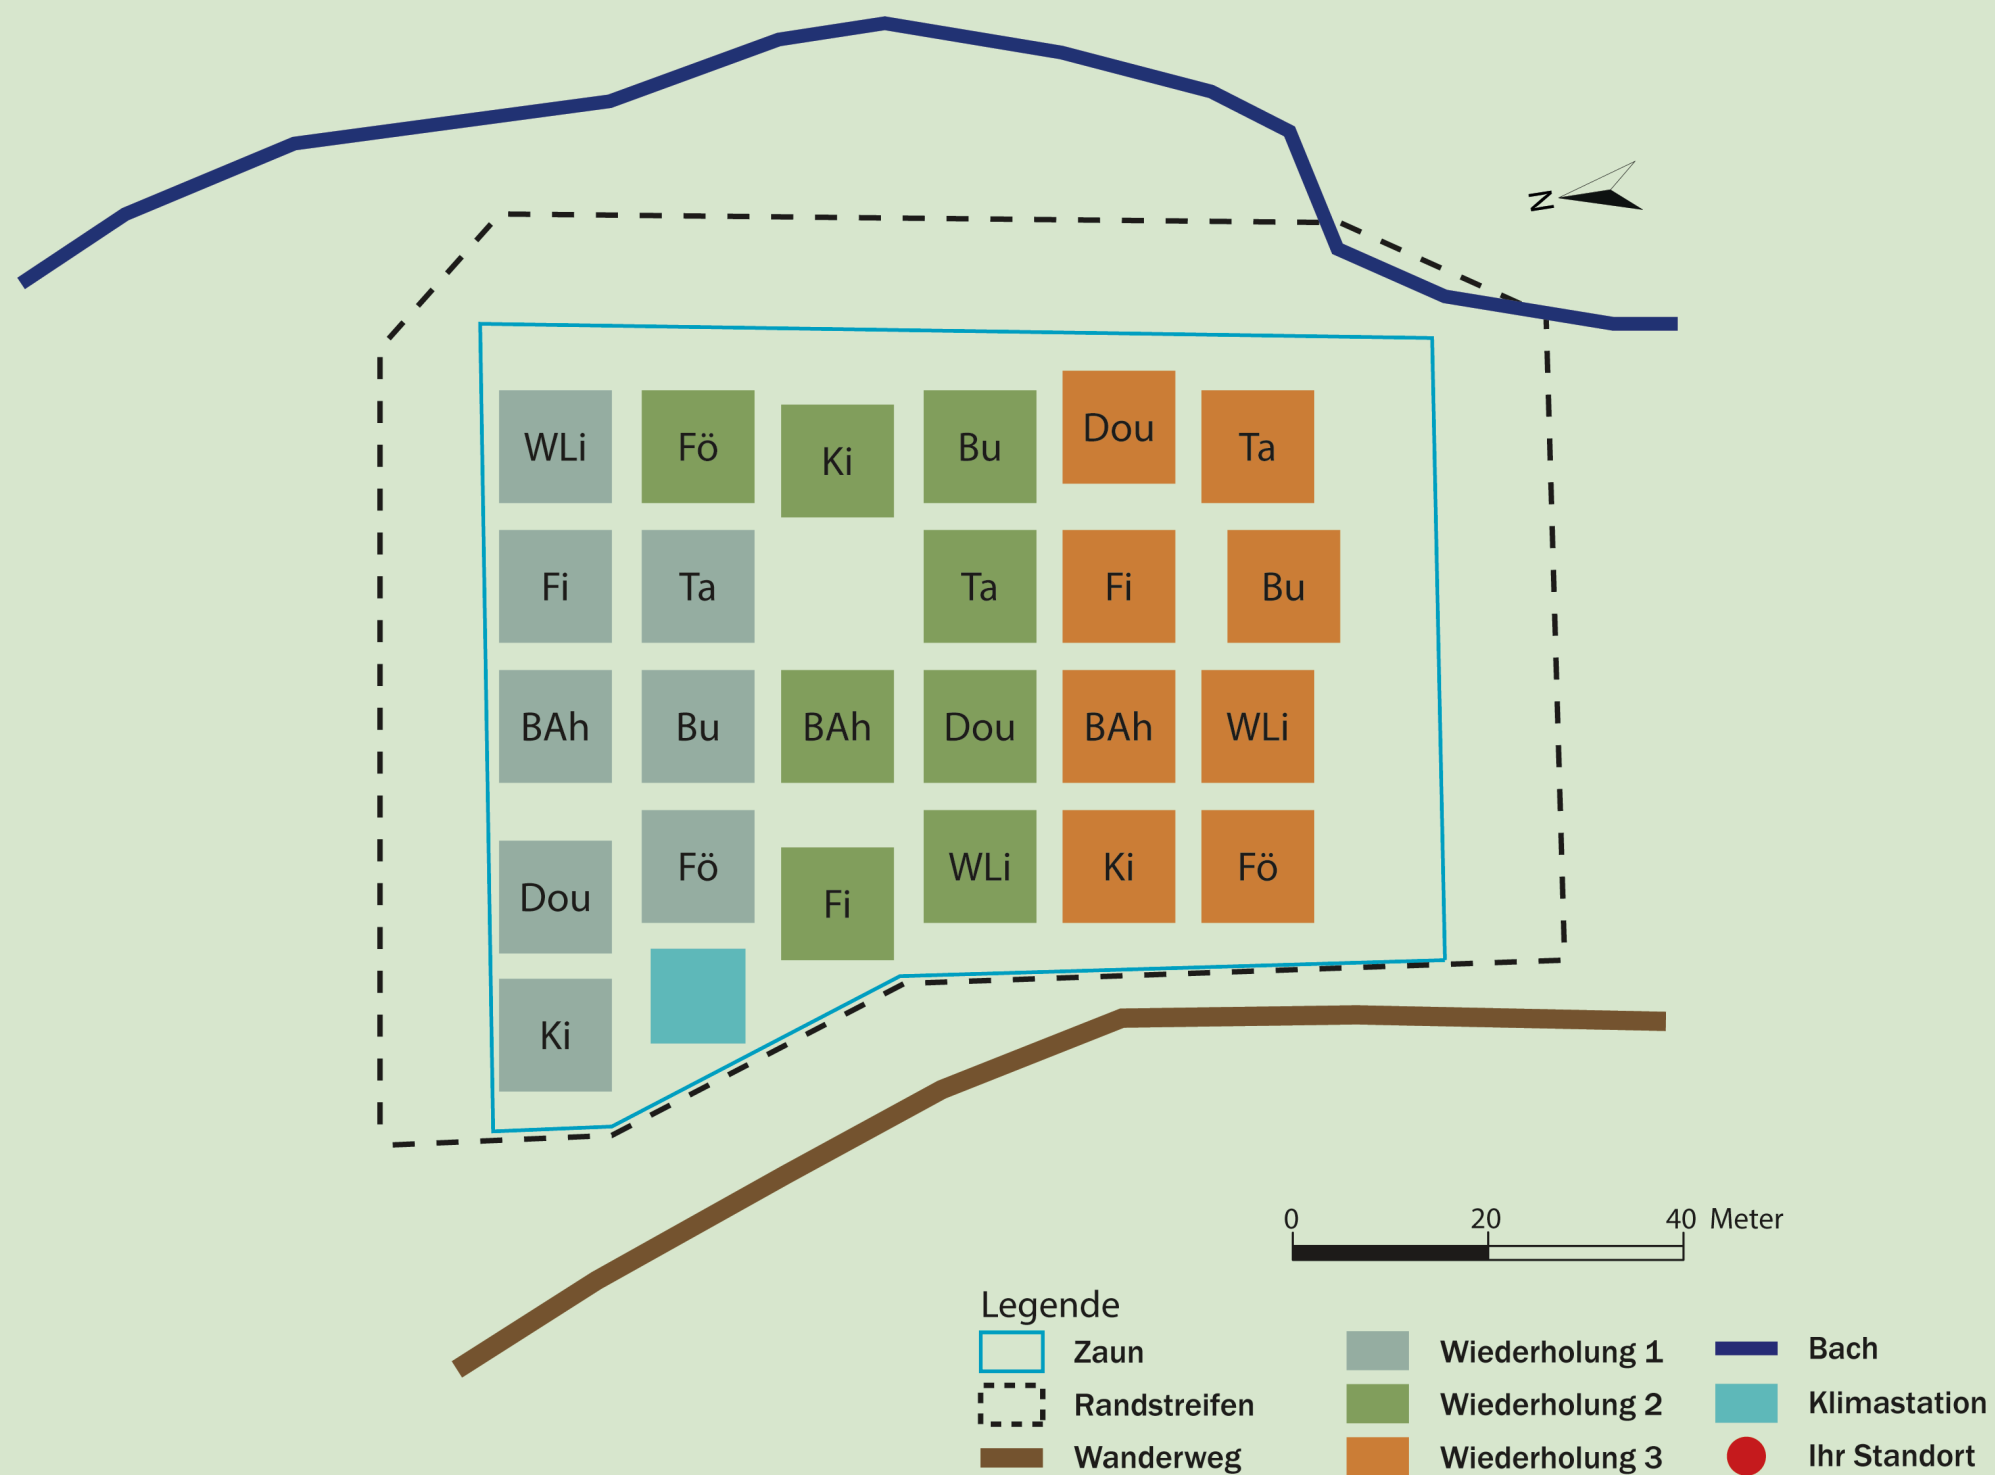 N
WLi Fö Ki Bu Dou Ta
Fi Ta Ta Fi Bu
BAh Bu BAh Dou BAh WLi
Dou Fö Fi WLi Ki Fö
Ki
0 20 40 Meter
Legende
Zaun Wiederholung 1 Bach
Randstreifen Wiederholung 2 Klimastation
Wanderweg Wiederholung 3 Ihr Standort